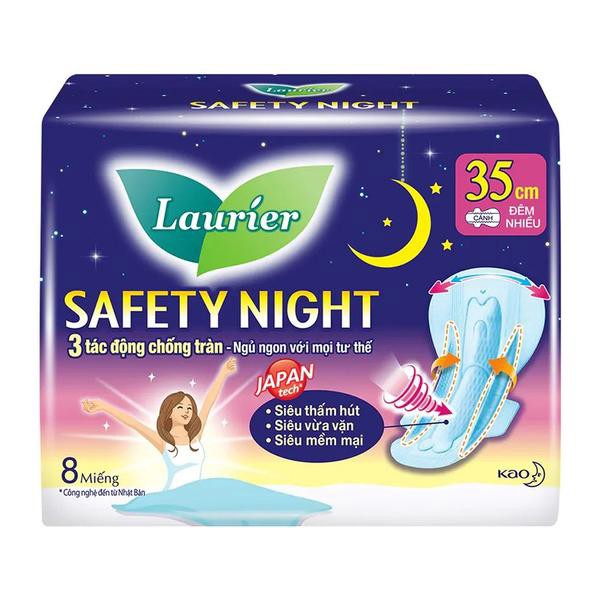 Laurier
SAFETY NIGHT
Laurier
35cm
CÁNH
ĐÊM
NHIỀU
SAFETY NIGHT
3 tác động chống tràn - Ngủ ngon với mọi tư thế
JAPAN
tech*
• Siêu thấm hút
• Siêu vừa vặn
• Siêu mềm mại
8 Miếng
* Công nghệ đến từ Nhật Bản
Kao